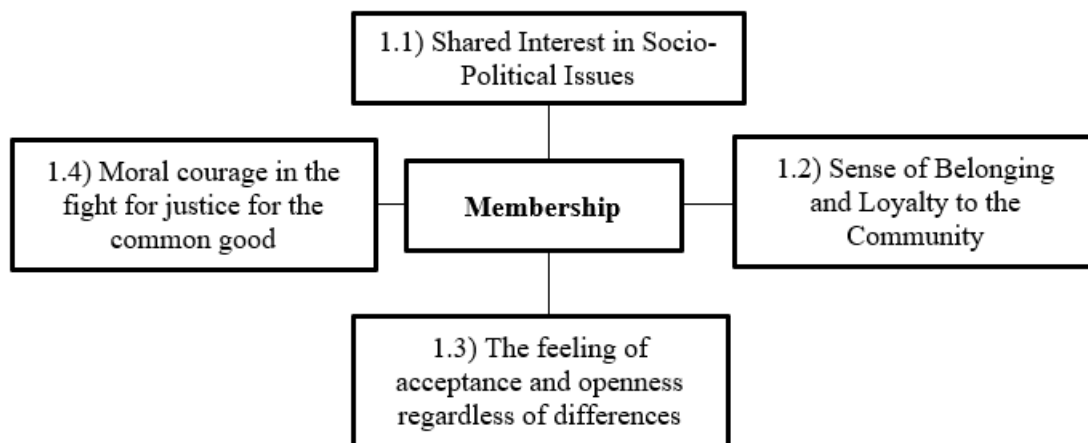 1.1) Shared Interest in Socio-
Political Issues
1.4) Moral courage in the
fight for justice for the
common good
Membership
1.2) Sense of Belonging
and Loyalty to the
Community
1.3) The feeling of
acceptance and openness
regardless of differences